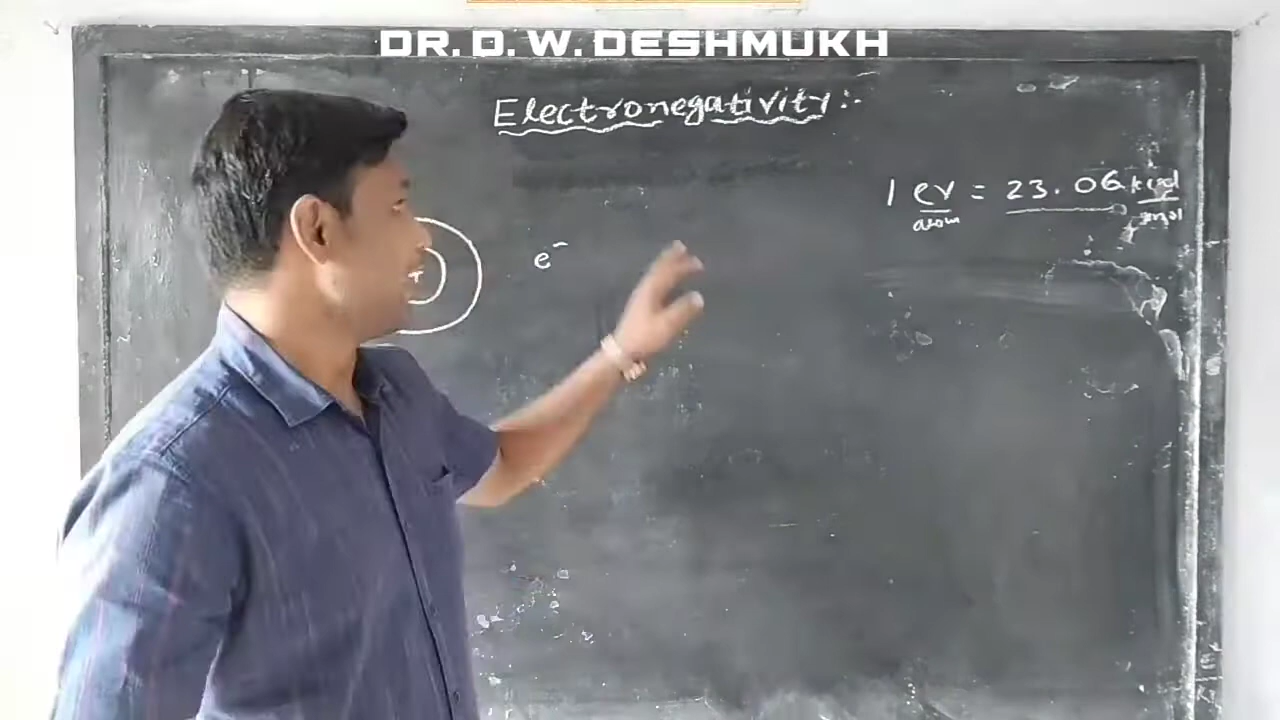 DR. D. W. DESHMUKH
Electronegativity:-
1 ev/atom = 23.06 kcal/mol
+
e⁻